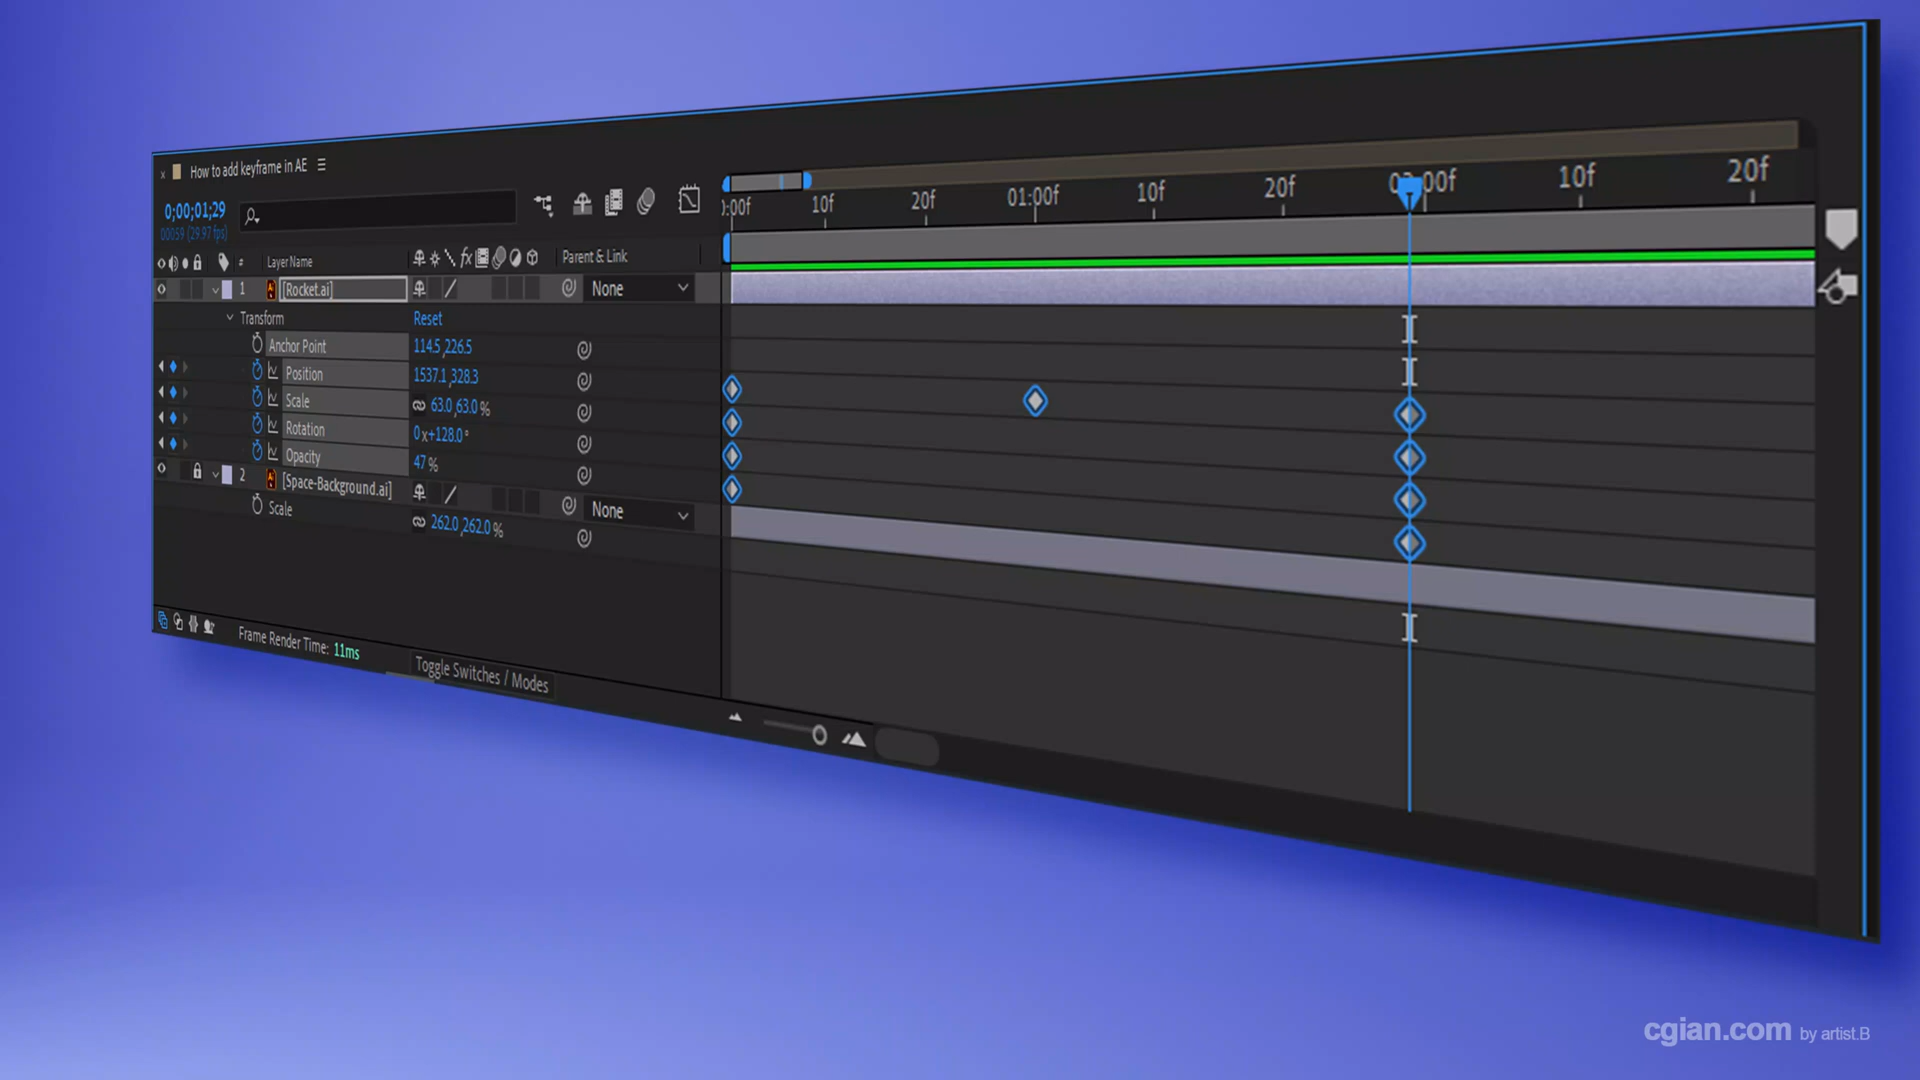 x How to add keyframe in AE
0;00;01;29
00059 (29.97 fps)
:00f 10f 20f 01:00f 10f 20f 02:00f 10f 20f
# Layer Name fx Parent & Link
1 Ai [Rocket.ai] None
Transform Reset
Anchor Point 114.5,226.5
Position 1537.1,328.3
Scale 63.0,63.0 %
Rotation 0x+128.0°
Opacity 47 %
2 Ai [Space-Background.ai] None
Scale 262.0,262.0 %
Frame Render Time: 11ms
Toggle Switches / Modes
cgian.com by artist.B